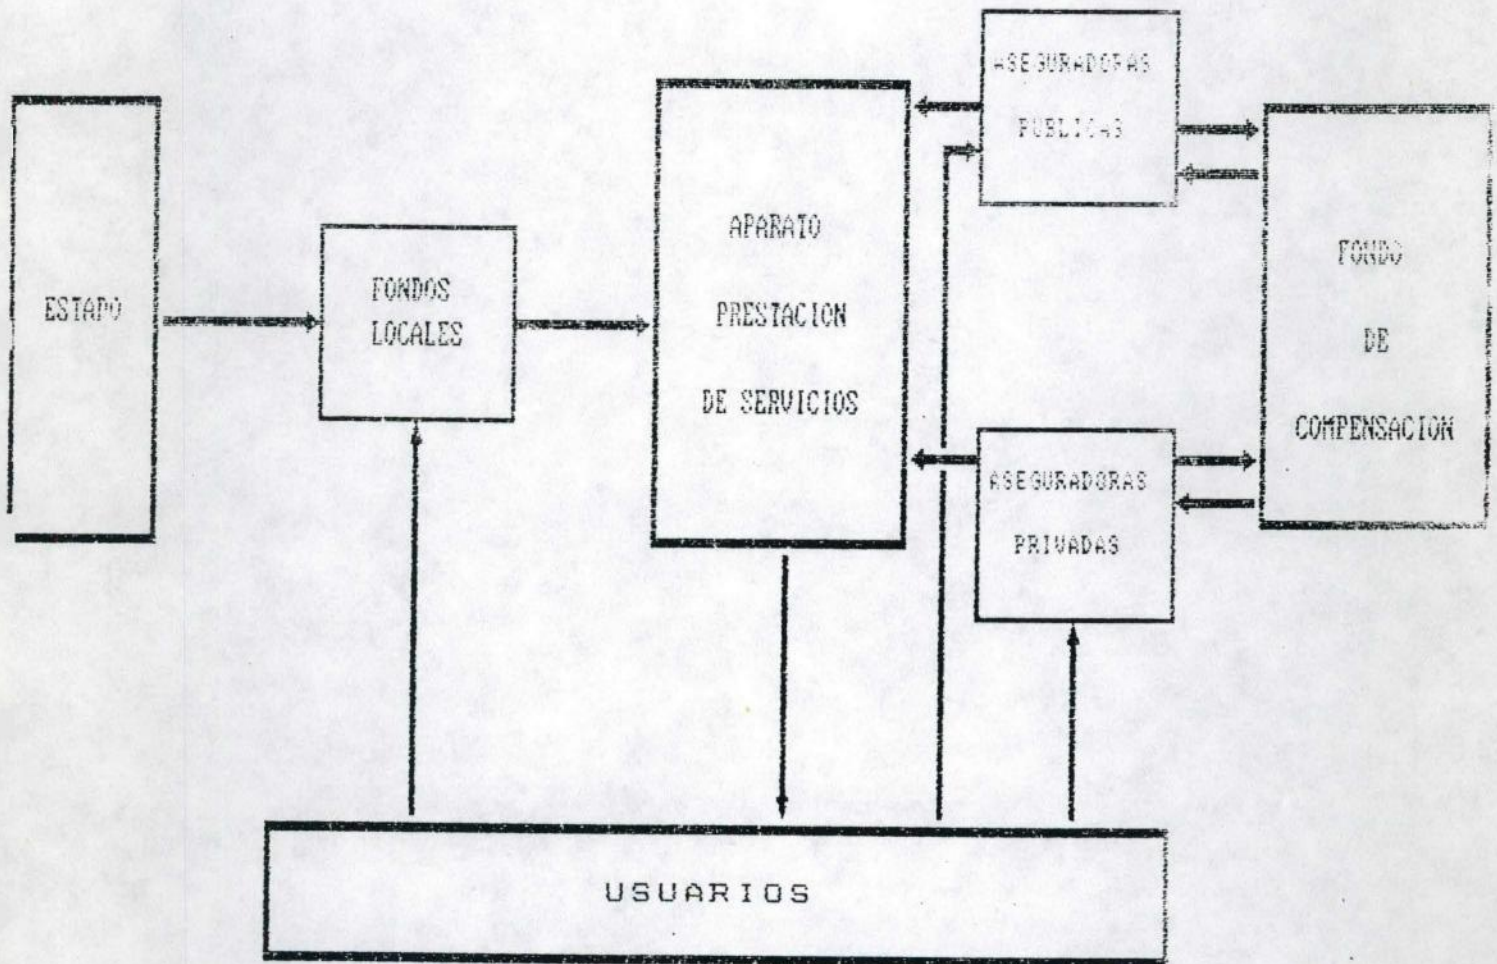 ESTADO
FONDOS
LOCALES
APARATO
PRESTACION
DE SERVICIOS
ASEGURADORAS
PUBLICAS
ASEGURADORAS
PRIVADAS
FONDO
DE
COMPENSACION
USUARIOS